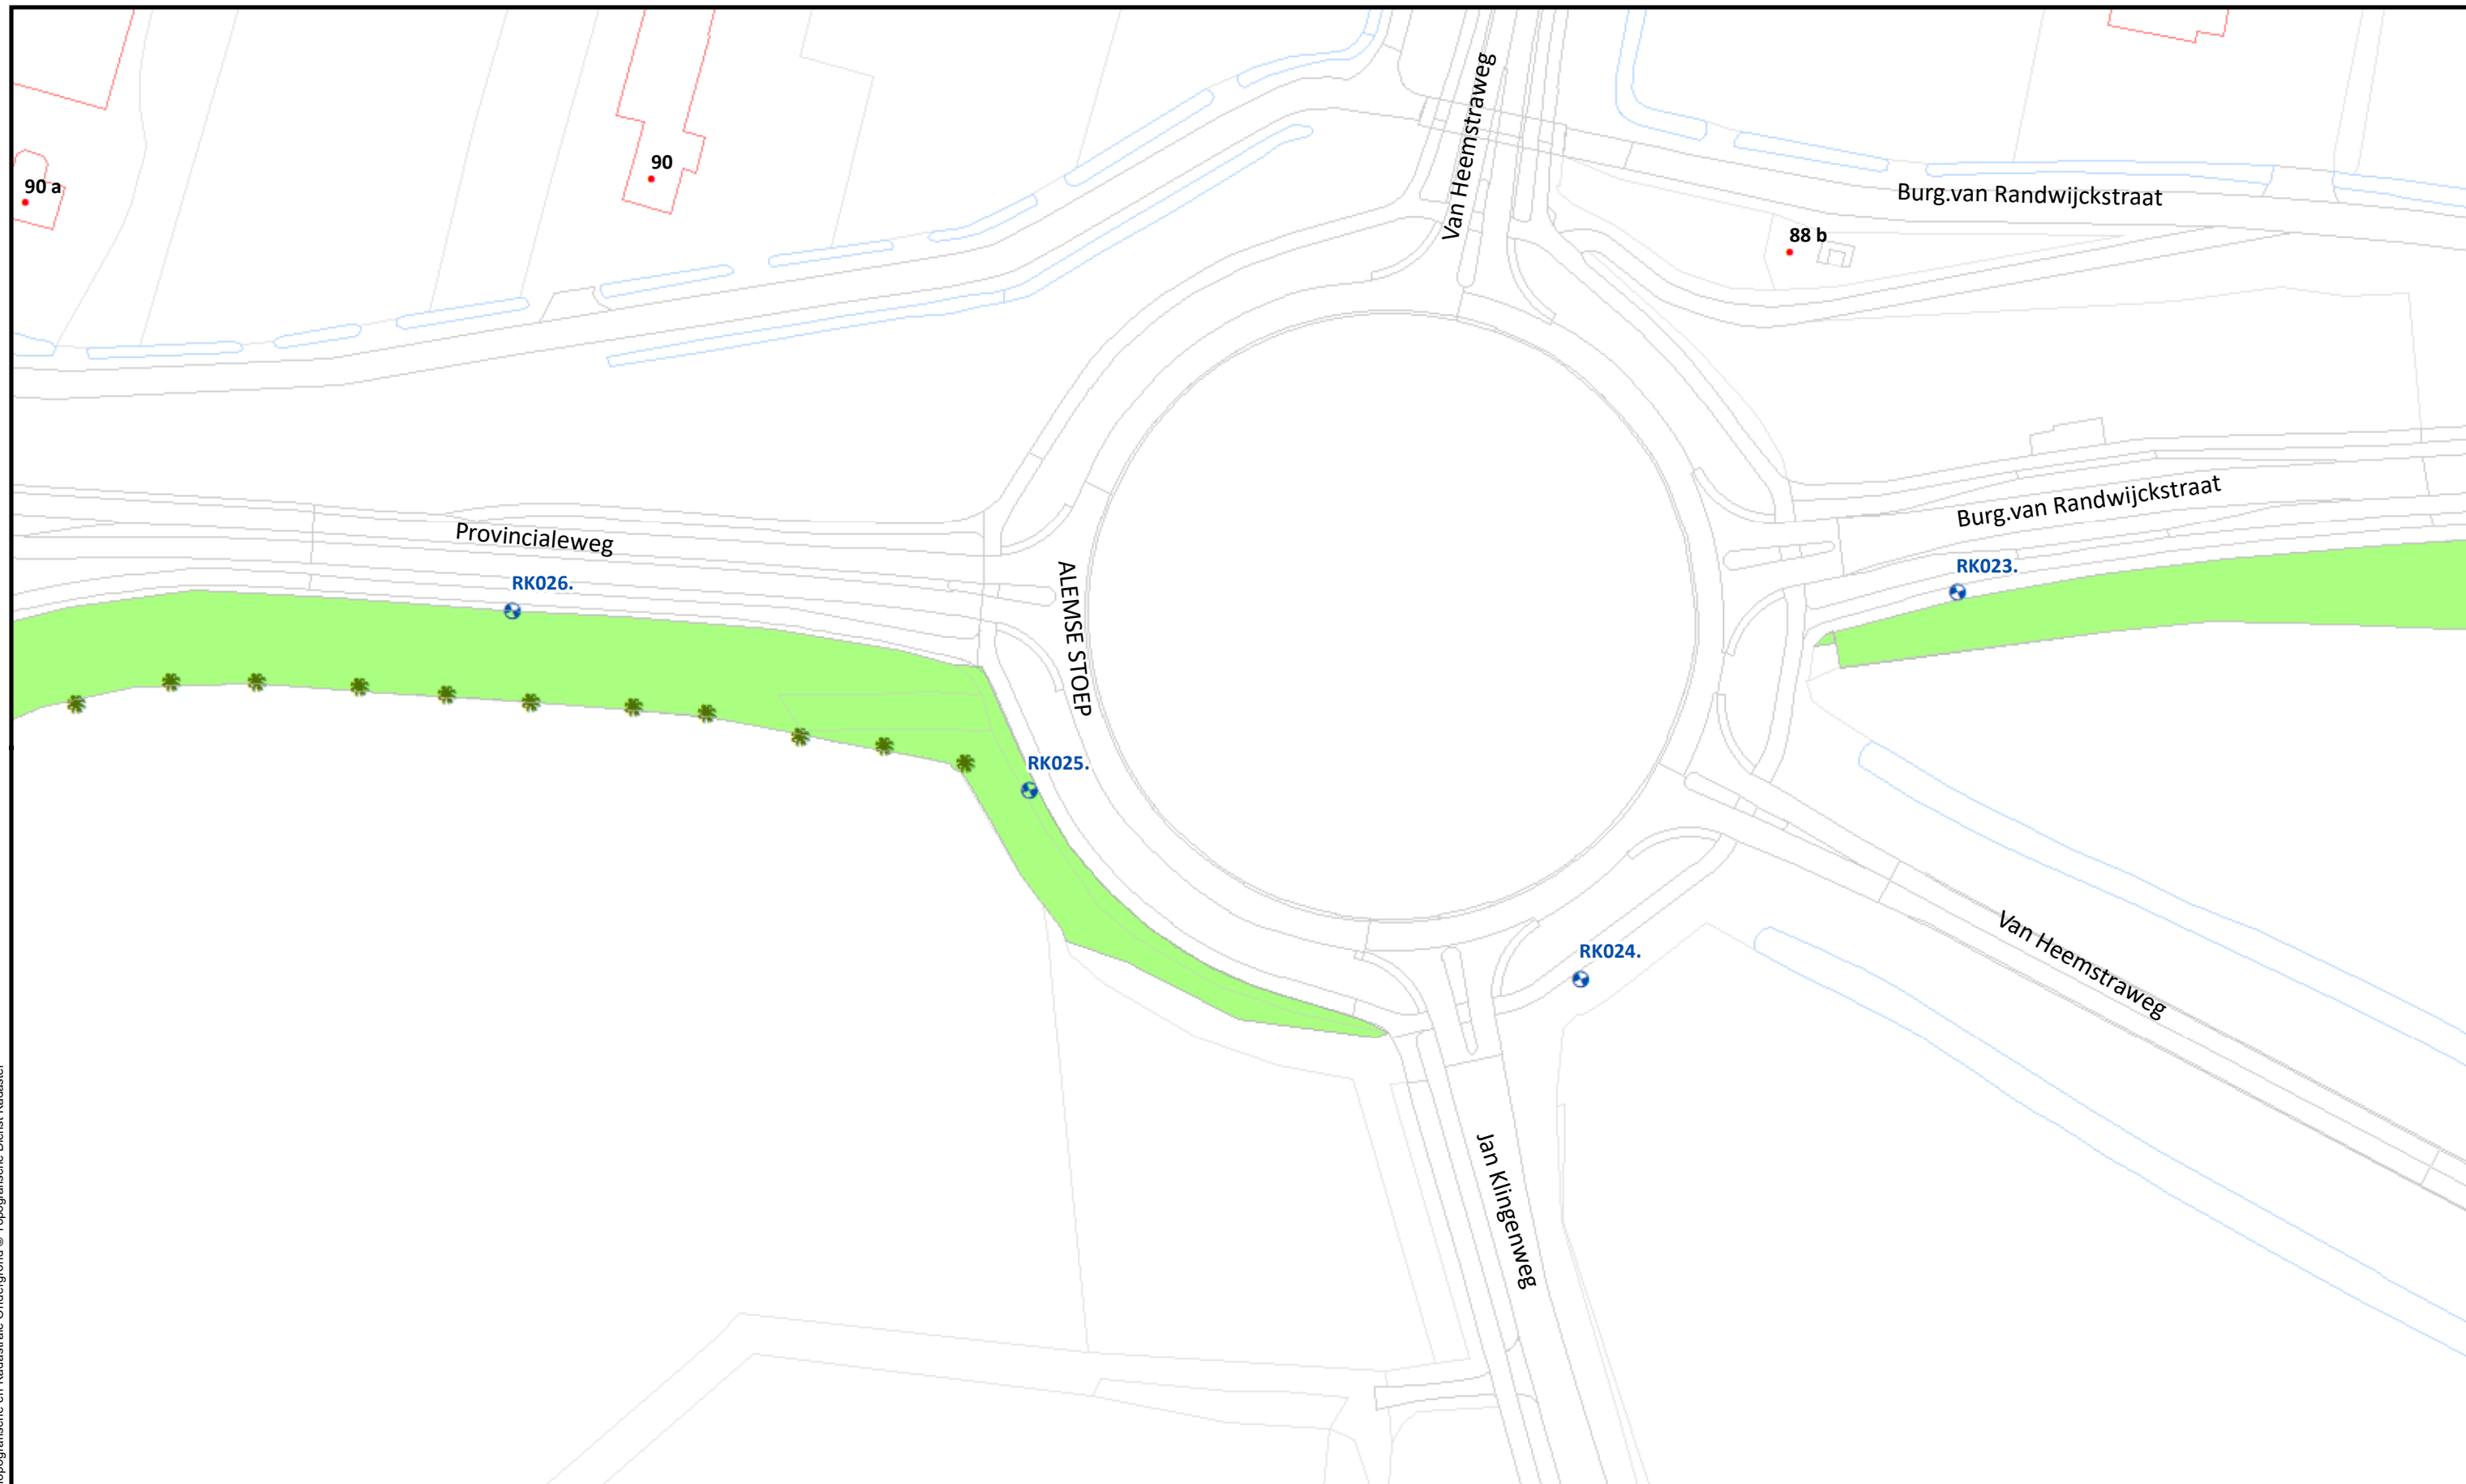 Van Heemstraweg
90
90 a
Burg.van Randwijckstraat
88 b
Burg.van Randwijckstraat
Provincialeweg
RK026.
ALEMSE STOEP
RK023.
RK025.
RK024.
Van Heemstraweg
Jan Klingenweg